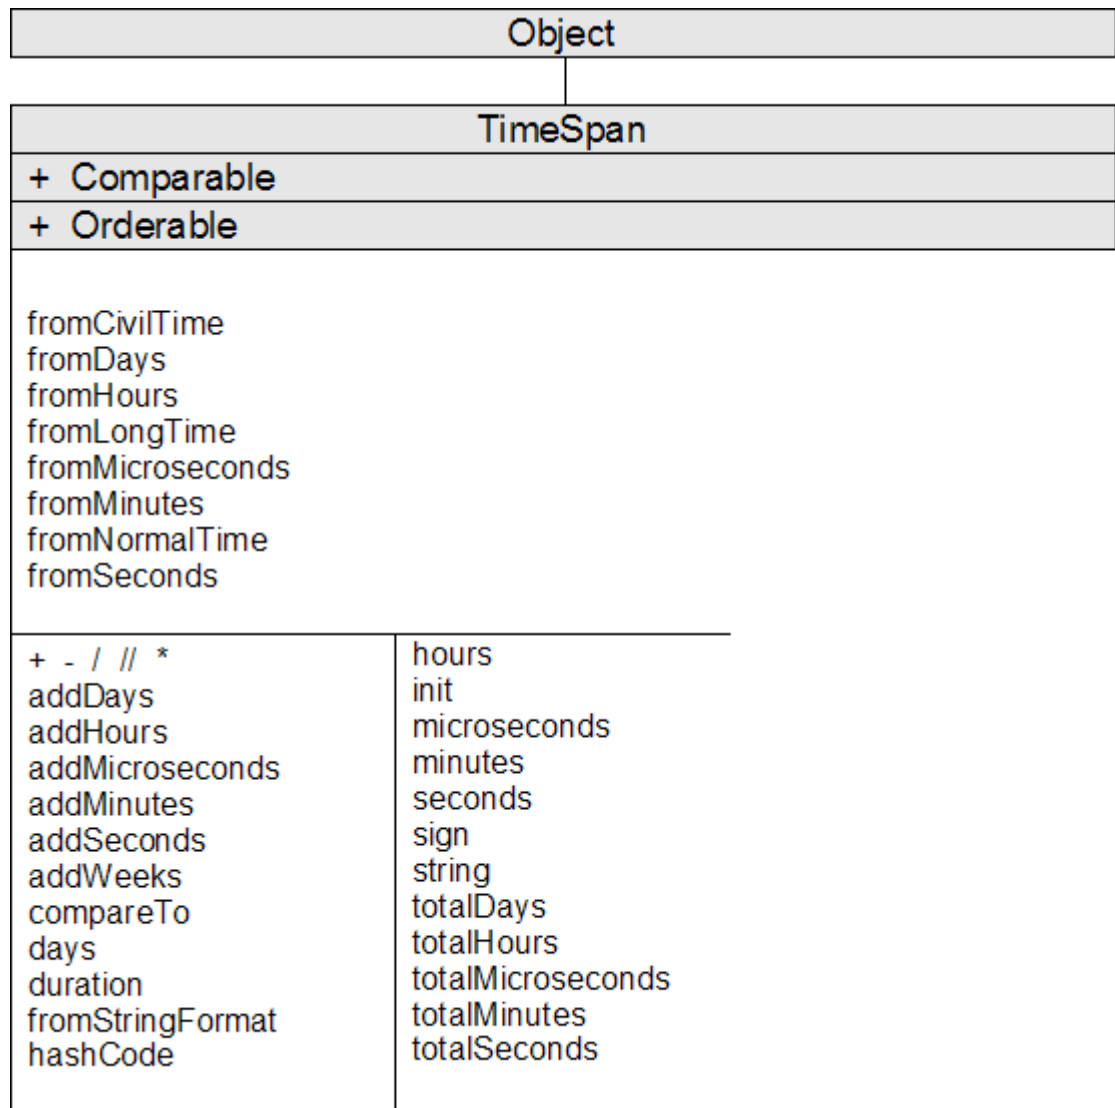 Object
TimeSpan
+ Comparable
+ Orderable
fromCivilTime
fromDays
fromHours
fromLongTime
fromMicroseconds
fromMinutes
fromNormalTime
fromSeconds
+ - / // *
addDays
addHours
addMicroseconds
addMinutes
addSeconds
addWeeks
compareTo
days
duration
fromStringFormat
hashCode
hours
init
microseconds
minutes
seconds
sign
string
totalDays
totalHours
totalMicroseconds
totalMinutes
totalSeconds